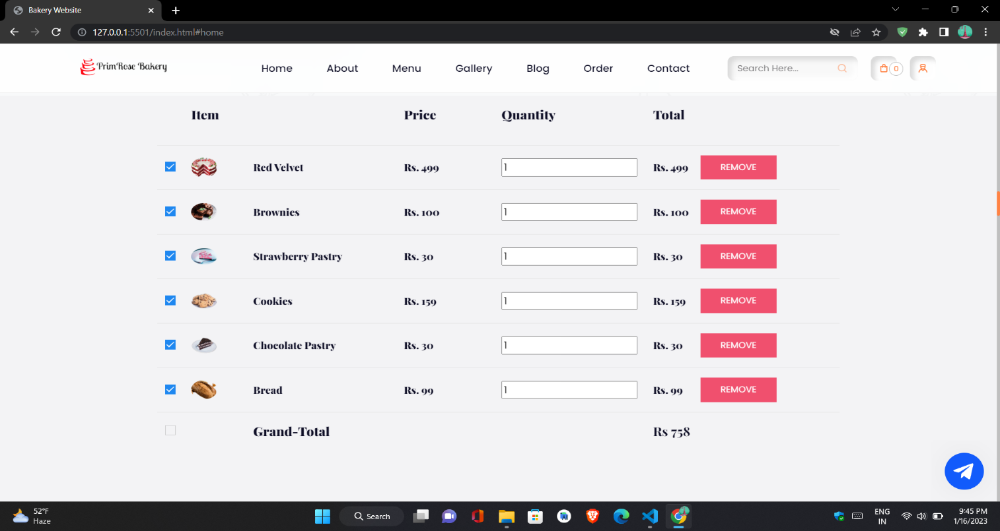 Bakery Website
127.0.0.1:5501/index.html#home
PrimRose Bakery
Home About Menu Gallery Blog Order Contact
Search Here...
0
Item Price Quantity Total
Red Velvet Rs. 499 1 Rs. 499 REMOVE
Brownies Rs. 100 1 Rs. 100 REMOVE
Strawberry Pastry Rs. 30 1 Rs. 30 REMOVE
Cookies Rs. 159 1 Rs. 159 REMOVE
Chocolate Pastry Rs. 30 1 Rs. 30 REMOVE
Bread Rs. 99 1 Rs. 99 REMOVE
Grand-Total Rs 758
52°F
Haze
Search
ENG
IN
9:45 PM
1/16/2023